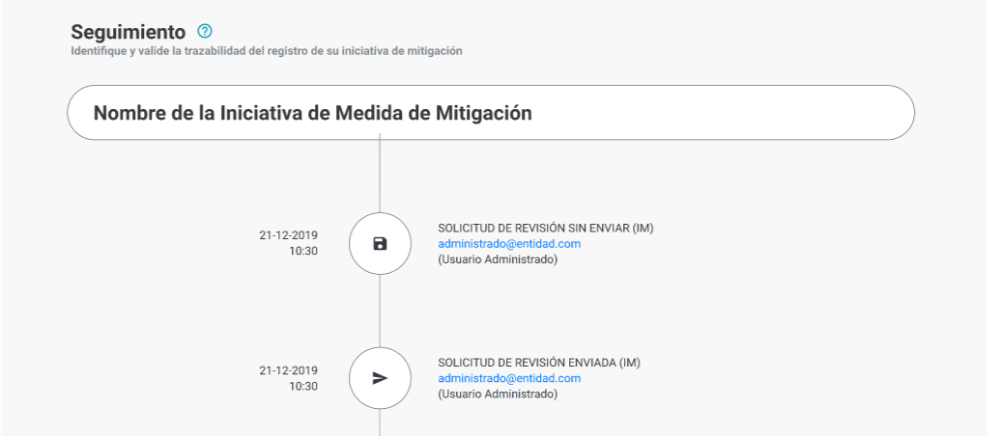 Seguimiento
Identifique y valide la trazabilidad del registro de su iniciativa de mitigación
Nombre de la Iniciativa de Medida de Mitigación
21-12-2019
10:30
SOLICITUD DE REVISIÓN SIN ENVIAR (IM)
administrado@entidad.com
(Usuario Administrado)
21-12-2019
10:30
SOLICITUD DE REVISIÓN ENVIADA (IM)
administrado@entidad.com
(Usuario Administrado)